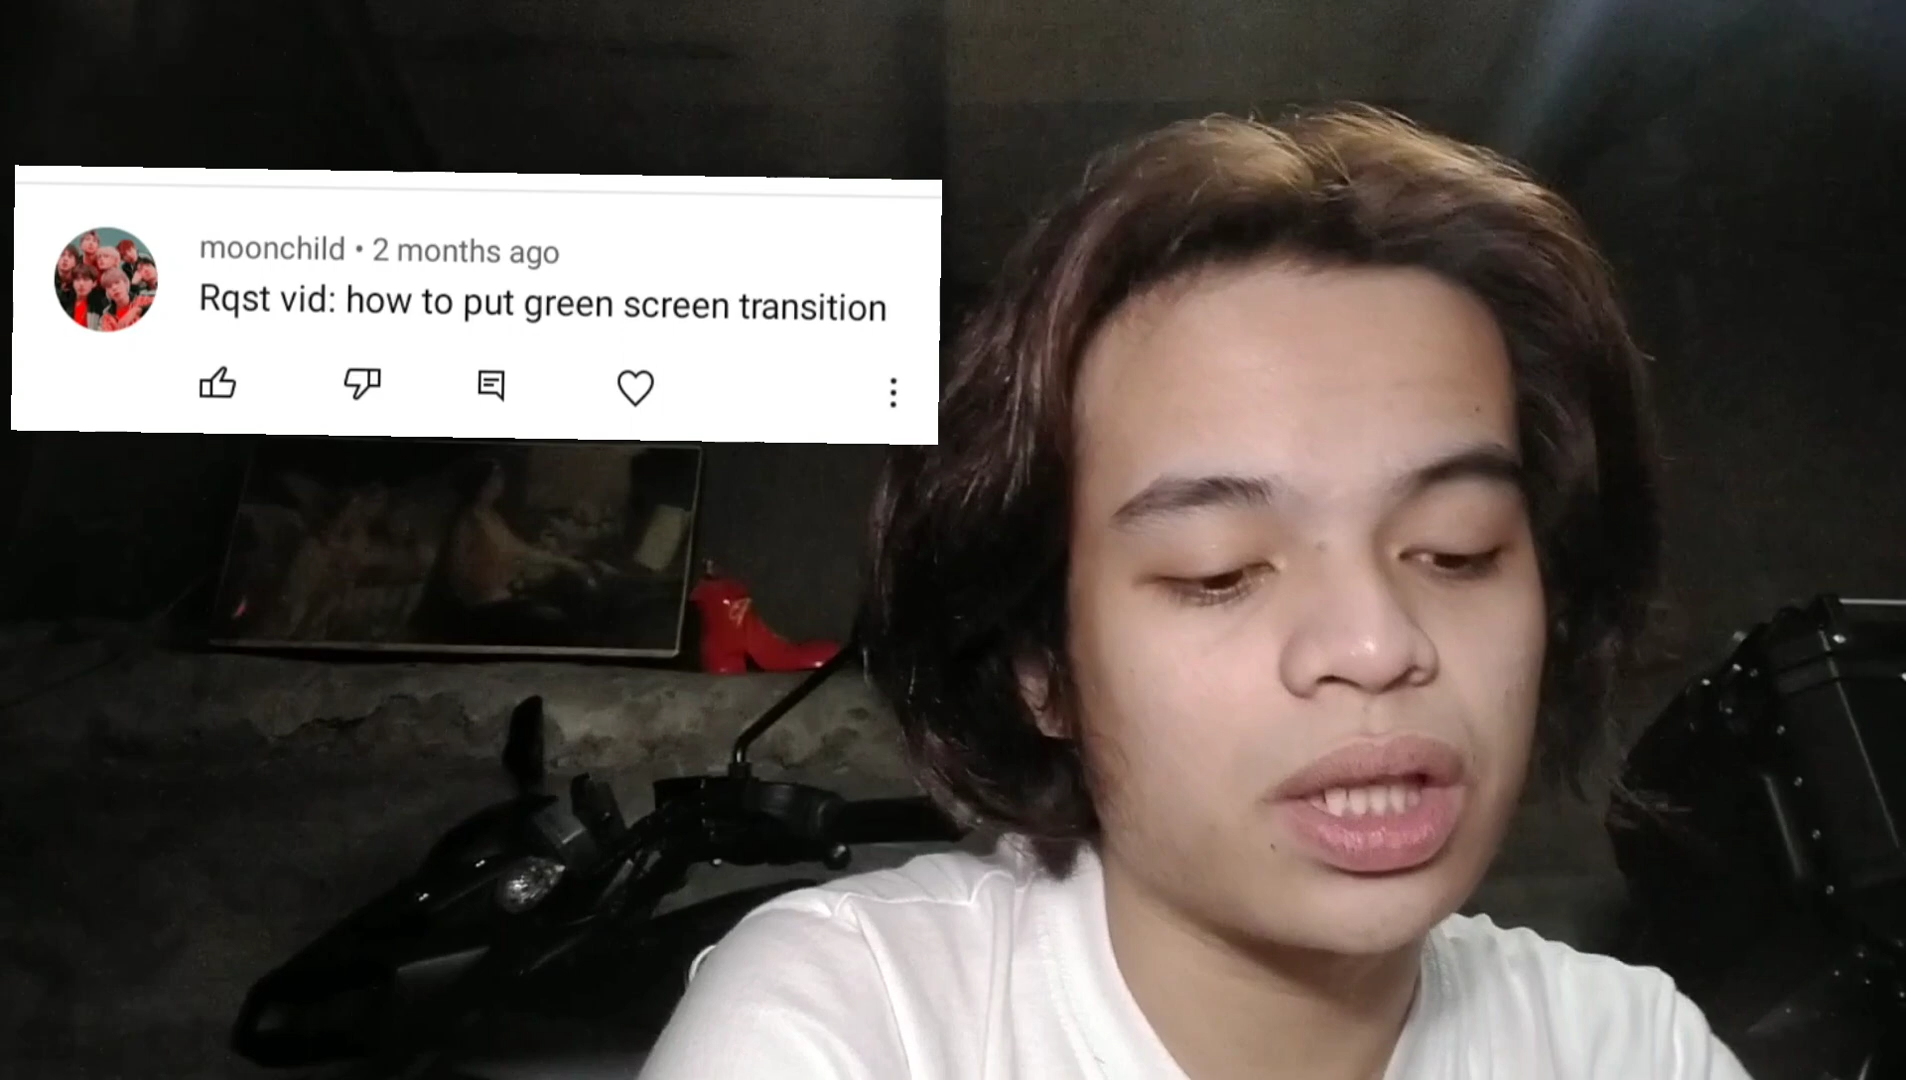 moonchild • 2 months ago
Rqst vid: how to put green screen transition